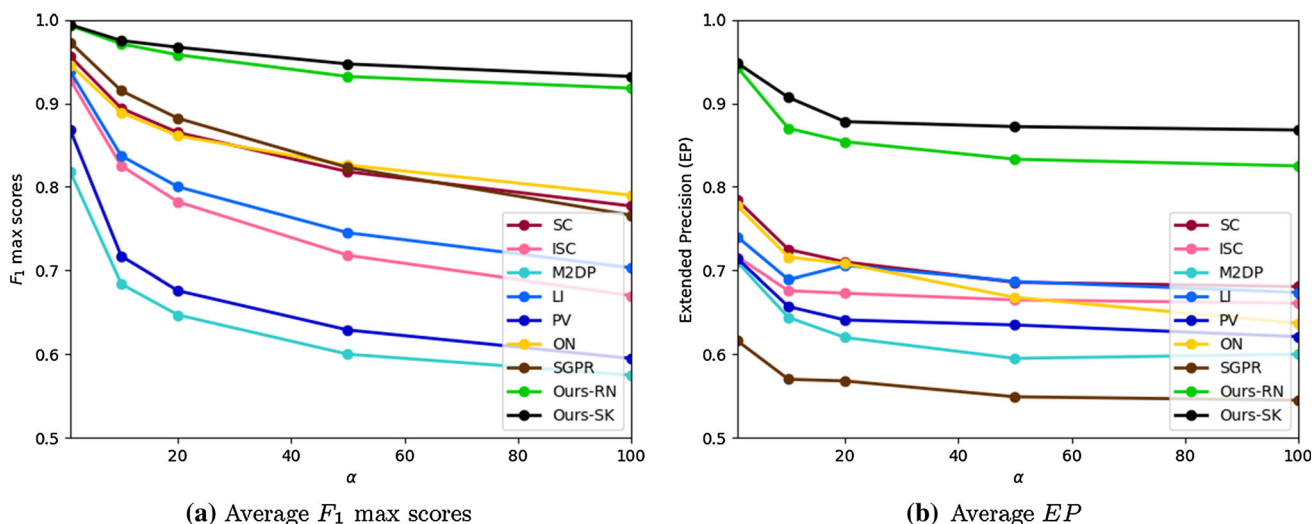 1.0
0.9
0.8
0.7
0.6
0.5
F1 max scores
20
40
60
80
100
α
SC
ISC
M2DP
LI
PV
ON
SGPR
Ours-RN
Ours-SK
(a) Average F1 max scores
1.0
0.9
0.8
0.7
0.6
0.5
Extended Precision (EP)
20
40
60
80
100
α
SC
ISC
M2DP
LI
PV
ON
SGPR
Ours-RN
Ours-SK
(b) Average EP